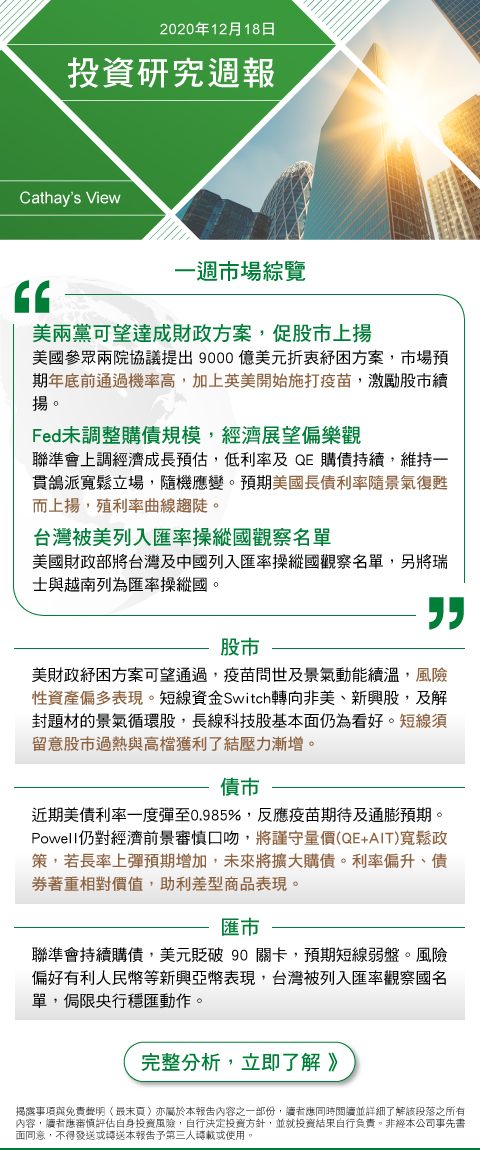 2020年12月18日
投資研究週報
Cathay's View
一週市場綜覽
美兩黨可望達成財政方案，促股市上揚
美國參眾兩院協議提出 9000 億美元折衷紓困方案，市場預
期年底前通過機率高，加上英美開始施打疫苗，激勵股市續
揚。
Fed未調整購債規模，經濟展望偏樂觀
聯準會上調經濟成長預估，低利率及 QE 購債持續，維持一
貫鴿派寬鬆立場，隨機應變。預期美國長債利率隨景氣復甦
而上揚，殖利率曲線趨陡。
台灣被美列入匯率操縱國觀察名單
美國財政部將台灣及中國列入匯率操縱國觀察名單，另將瑞
士與越南列為匯率操縱國。
股市
美財政紓困方案可望通過，疫苗問世及景氣動能續溫，風險
性資產偏多表現。短線資金Switch轉向非美、新興股，及解
封題材的景氣循環股，長線科技股基本面仍為看好。短線須
留意股市過熱與高檔獲利了結壓力漸增。
債市
近期美債利率一度彈至0.985%，反應疫苗期待及通膨預期。
Powell仍對經濟前景審慎口吻，將謹守量價(QE+AIT)寬鬆政
策，若長率上彈預期增加，未來將擴大購債。利率偏升、債
券著重相對價值，助利差型商品表現。
匯市
聯準會持續購債，美元貶破 90 關卡，預期短線弱盤。風險
偏好有利人民幣等新興亞幣表現，台灣被列入匯率觀察國名
單，侷限央行穩匯動作。
完整分析，立即了解 》
揭露事項與免責聲明（最末頁）亦屬於本報告內容之一部份，讀者應同時閱讀並詳細了解該段落之所有
內容，讀者應審慎評估自身投資風險，自行決定投資方針，並就投資結果自行負責。非經本公司事先書
面同意，不得發送或轉送本報告予第三人轉載或使用。